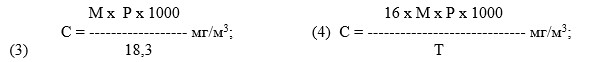 М х Р х 1000 16 х М х Р х 1000
С = ------------------ мг/м³; (4) С = ----------------------------- мг/м³;
(3) 18,3 Т